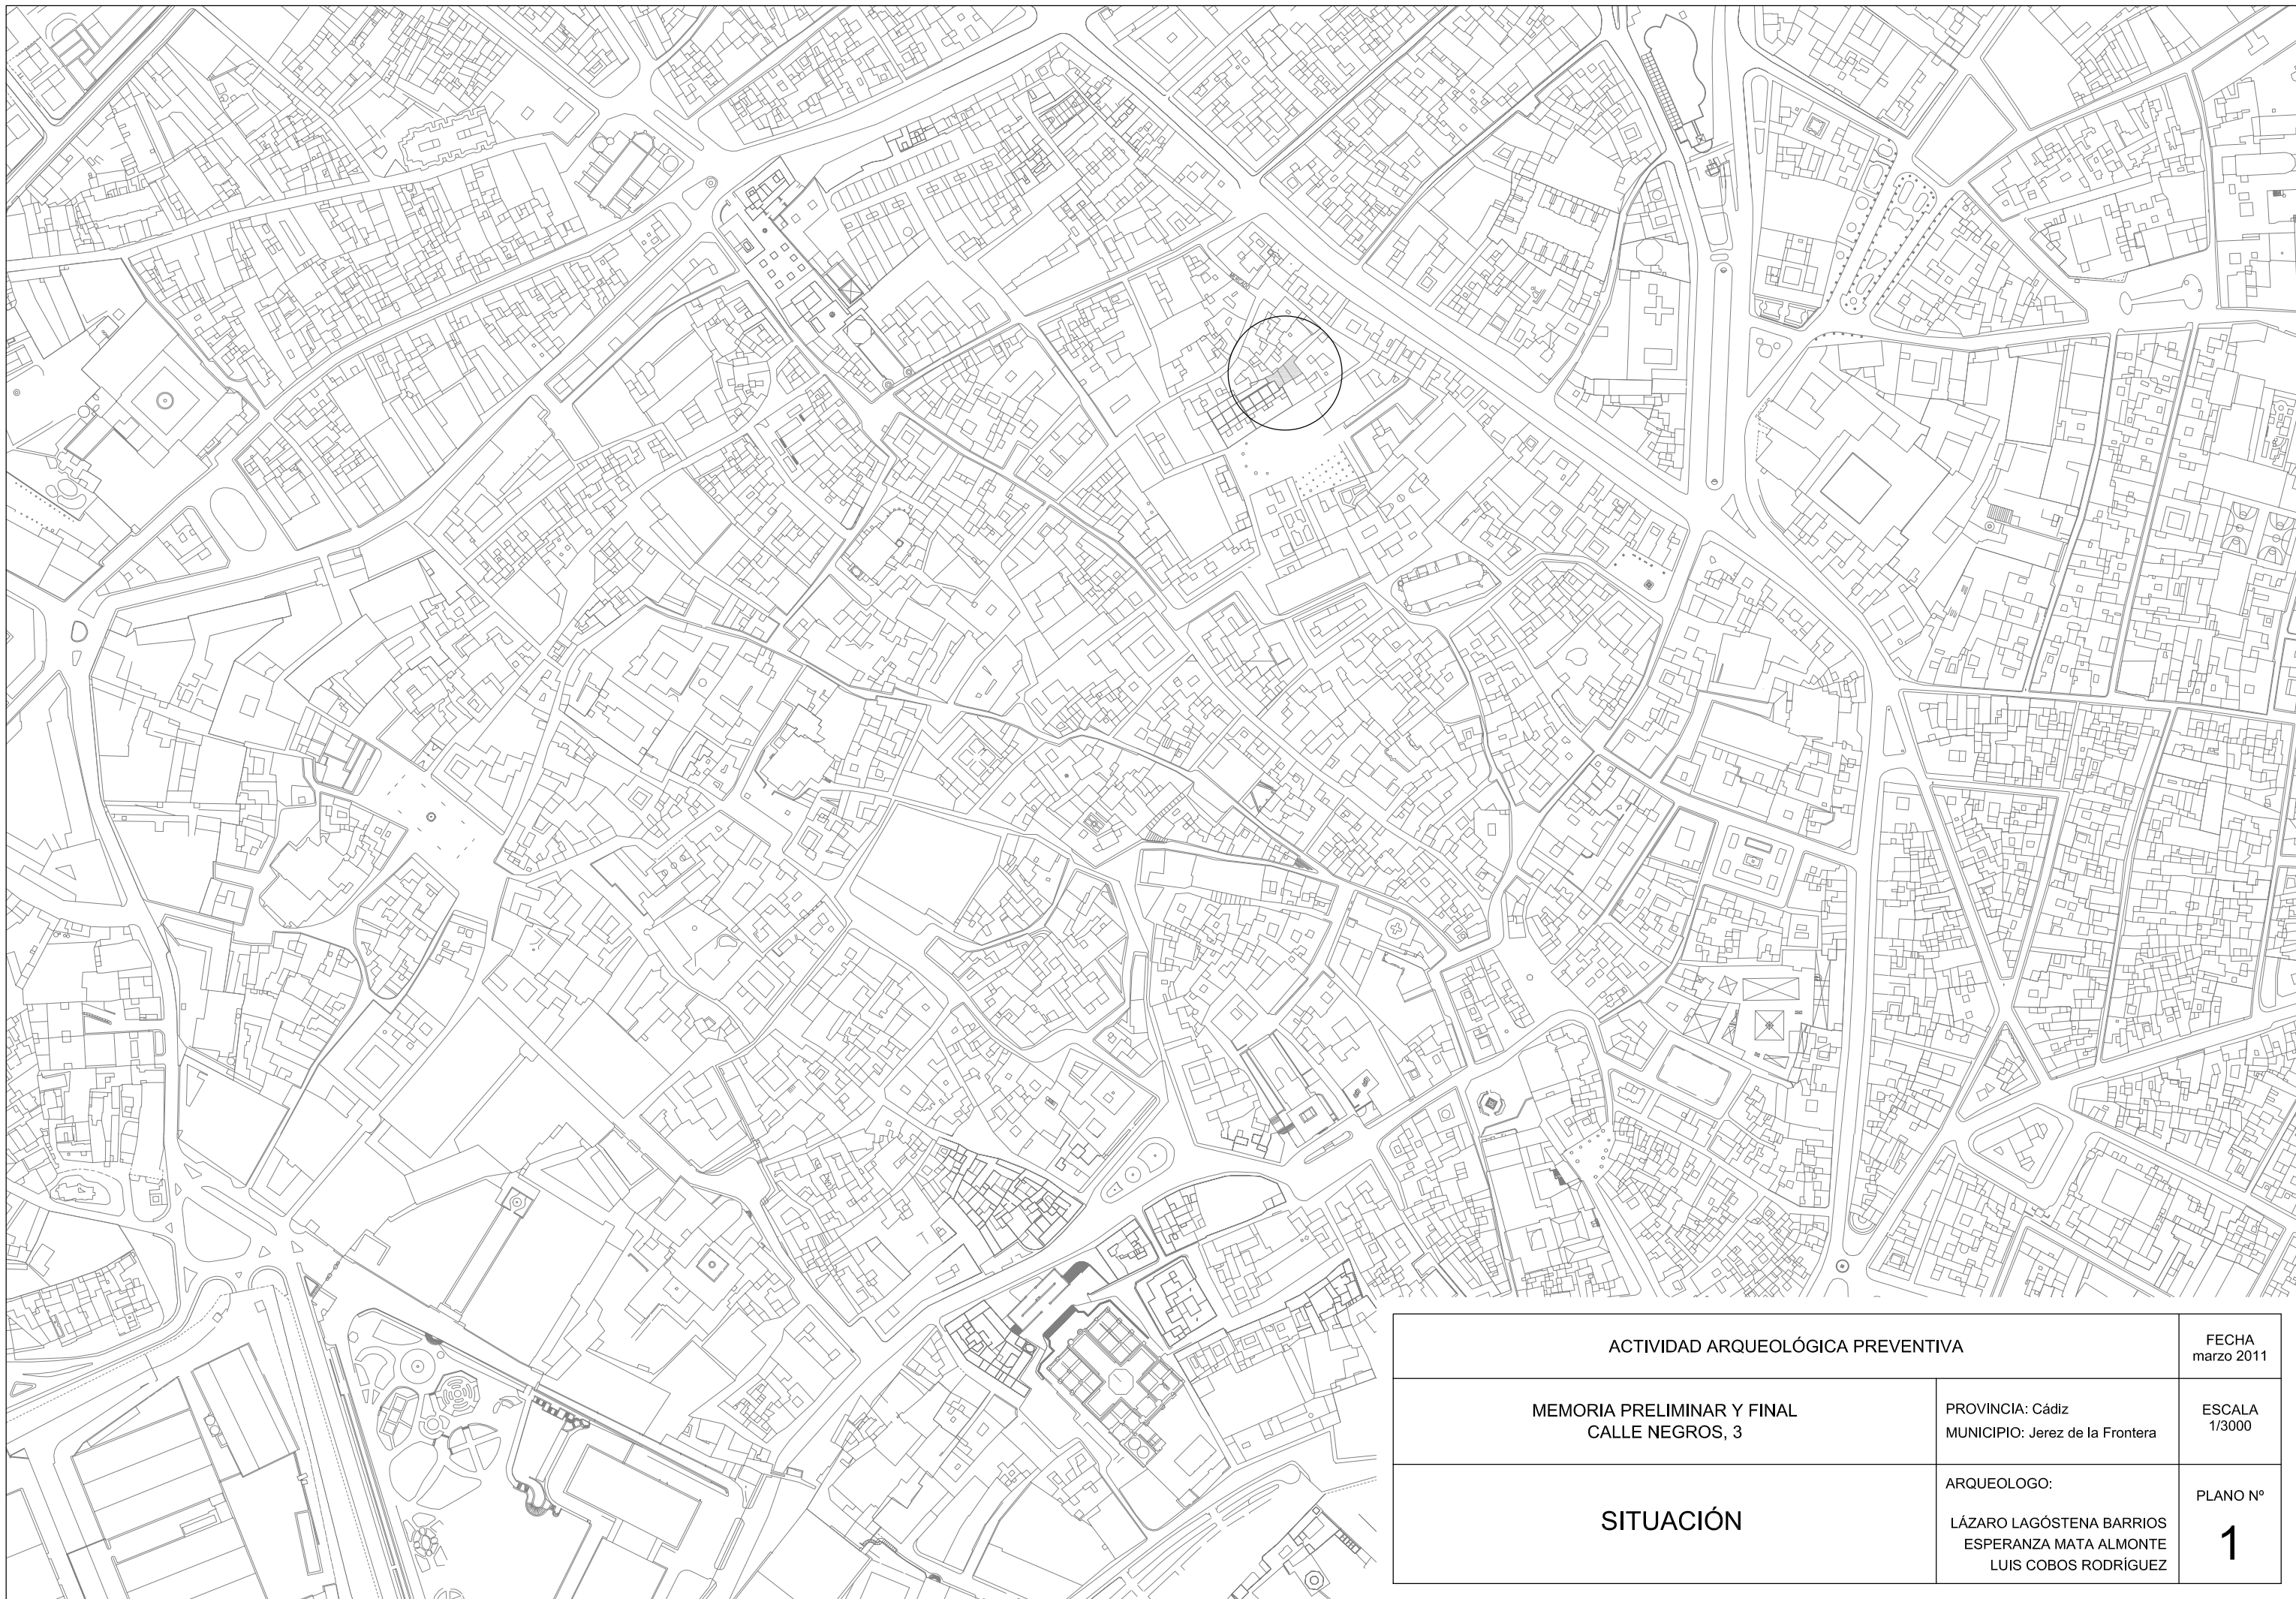 ACTIVIDAD ARQUEOLÓGICA PREVENTIVA
FECHA
marzo 2011
MEMORIA PRELIMINAR Y FINAL
CALLE NEGROS, 3
PROVINCIA: Cádiz
MUNICIPIO: Jerez de la Frontera
ESCALA
1/3000
SITUACIÓN
ARQUEOLOGO:
LÁZARO LAGÓSTENA BARRIOS
ESPERANZA MATA ALMONTE
LUIS COBOS RODRÍGUEZ
PLANO Nº
1